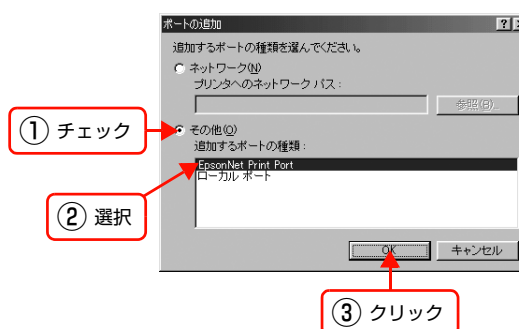 ポートの追加
追加するポートの種類を選んでください。
ネットワーク(N)
プリンタへのネットワーク パス:
参照(B)...
① チェック
その他(O)
追加するポートの種類:
EpsonNet Print Port
ローカル ポート
② 選択
OK キャンセル
③ クリック